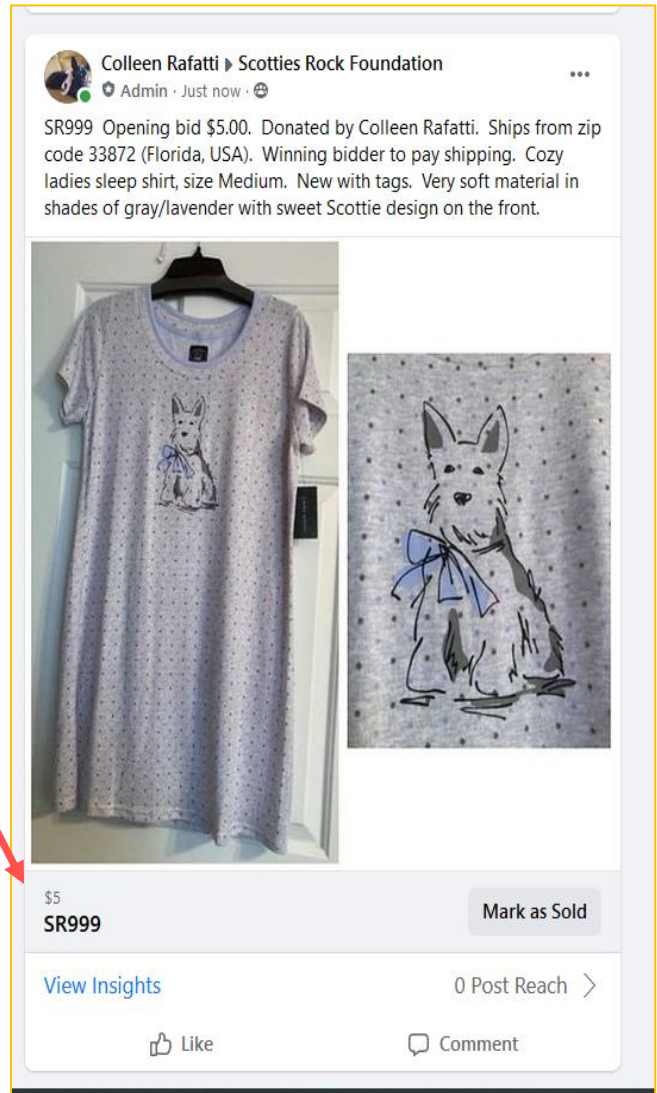 Colleen Rafatti ▸ Scotties Rock Foundation
Admin · Just now ·
SR999 Opening bid $5.00. Donated by Colleen Rafatti. Ships from zip
code 33872 (Florida, USA). Winning bidder to pay shipping. Cozy
ladies sleep shirt, size Medium. New with tags. Very soft material in
shades of gray/lavender with sweet Scottie design on the front.
$5
SR999
Mark as Sold
View Insights
0 Post Reach
Like
Comment